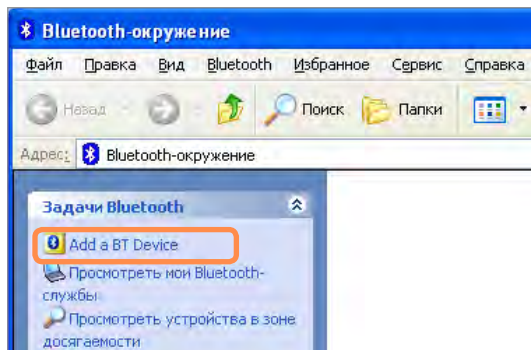 Bluetooth-окружение
Файл Правка Вид Bluetooth Избранное Сервис Справка
Назад Поиск Папки
Адрес: Bluetooth-окружение
Задачи Bluetooth
Add a BT Device
Просмотреть мои Bluetooth-
службы
Просмотреть устройства в зоне
досягаемости